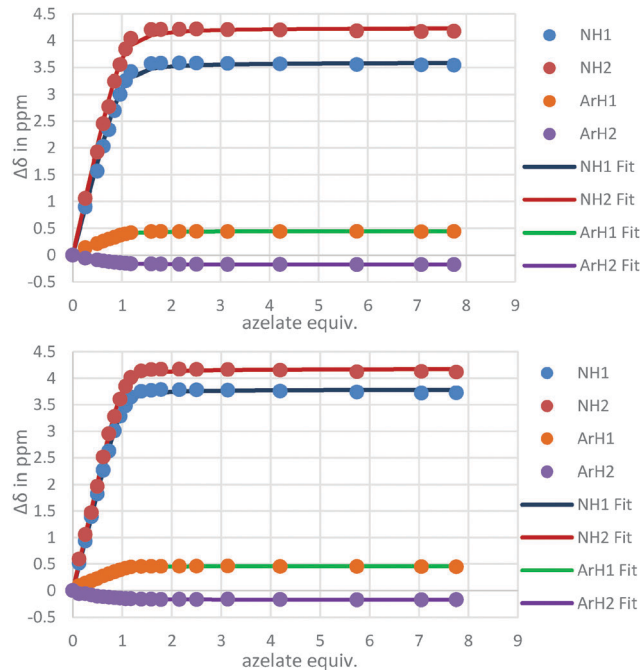 4.5
4
3.5
3
2.5
2
1.5
1
0.5
0
-0.5
Δδ in ppm
0 1 2 3 4 5 6 7 8 9
azelate equiv.
NH1
NH2
ArH1
ArH2
NH1 Fit
NH2 Fit
ArH1 Fit
ArH2 Fit
4.5
4
3.5
3
2.5
2
1.5
1
0.5
0
-0.5
Δδ in ppm
0 1 2 3 4 5 6 7 8 9
azelate equiv.
NH1
NH2
ArH1
ArH2
NH1 Fit
NH2 Fit
ArH1 Fit
ArH2 Fit